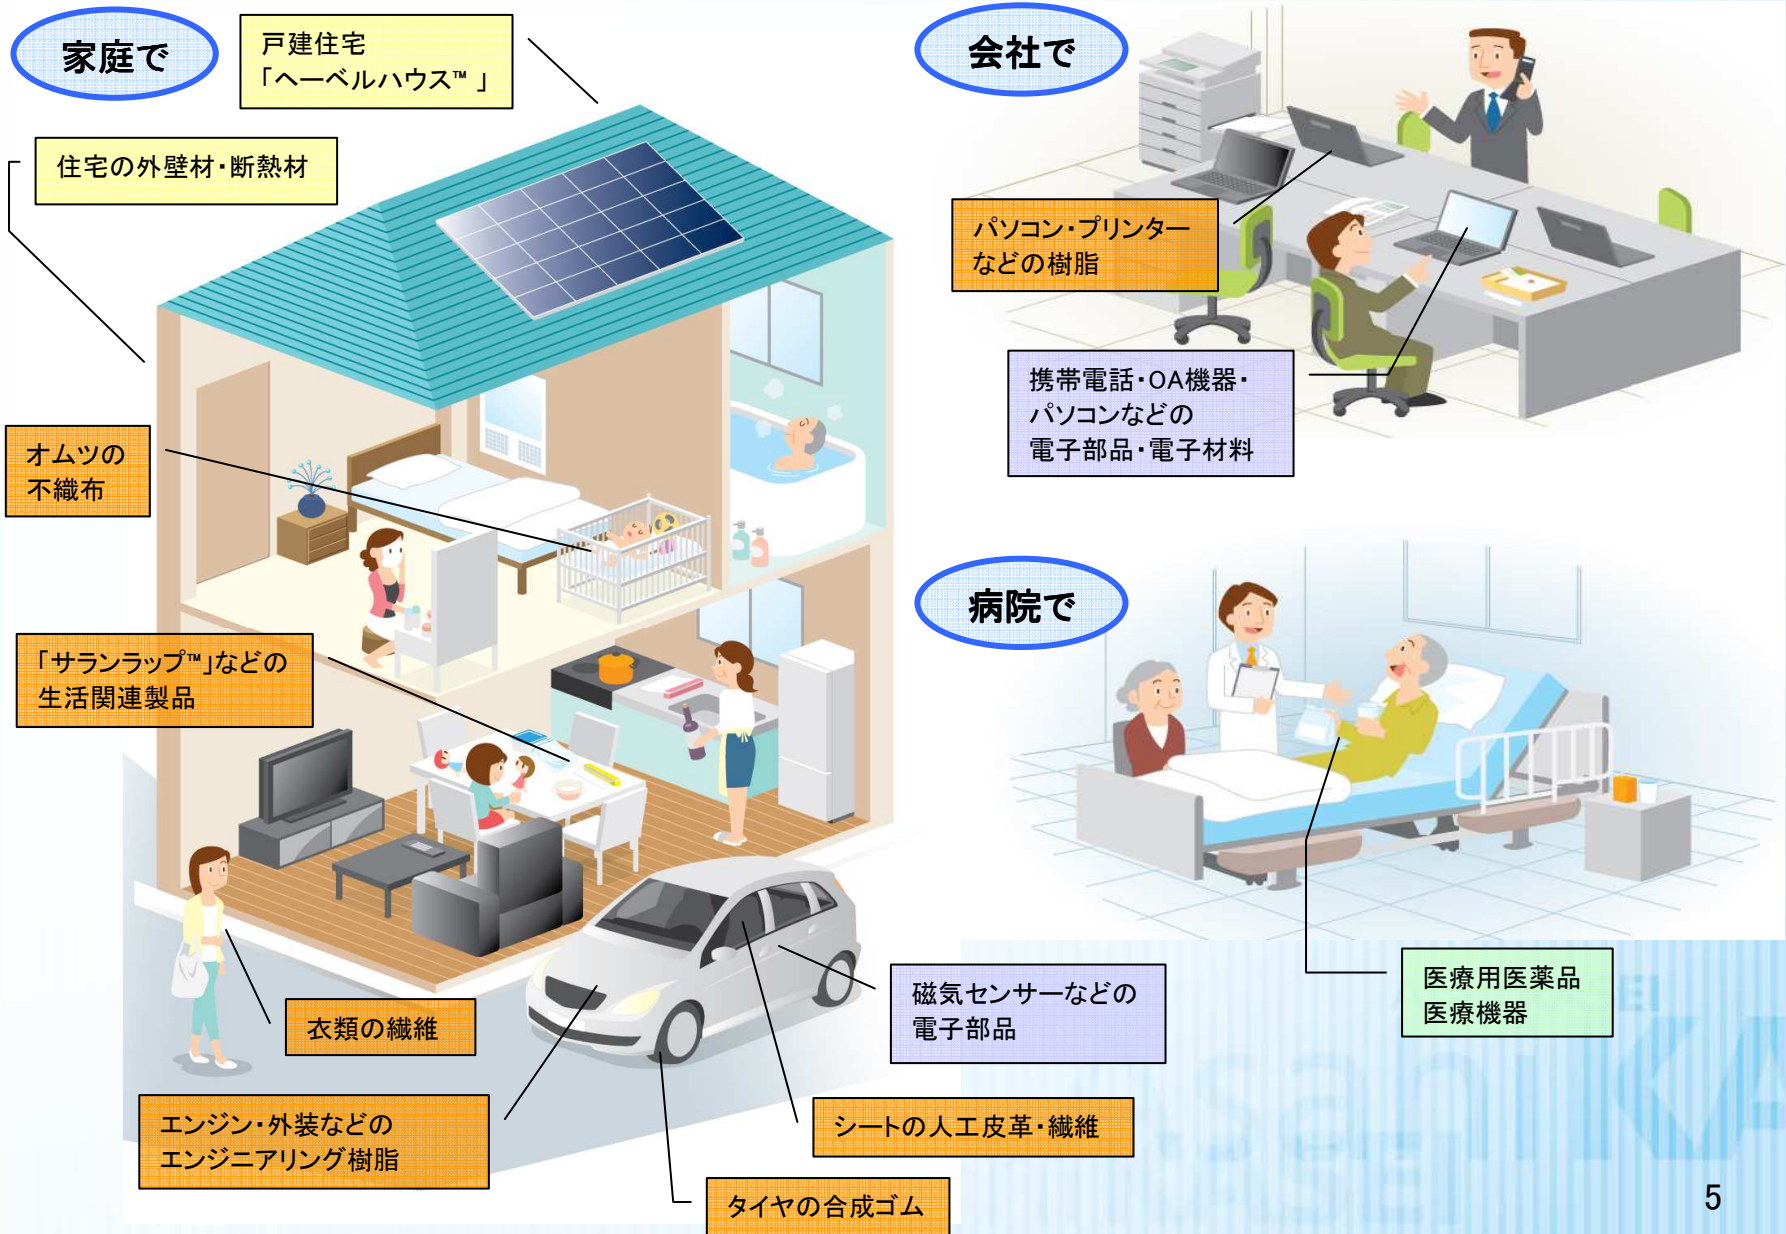 家庭で
戸建住宅
「ヘーベルハウス™」
住宅の外壁材・断熱材
オムツの
不織布
「サランラップ™」などの
生活関連製品
衣類の繊維
エンジン・外装などの
エンジニアリング樹脂
タイヤの合成ゴム
シートの人工皮革・繊維
磁気センサーなどの
電子部品
会社で
パソコン・プリンター
などの樹脂
携帯電話・OA機器・
パソコンなどの
電子部品・電子材料
病院で
医療用医薬品
医療機器
5